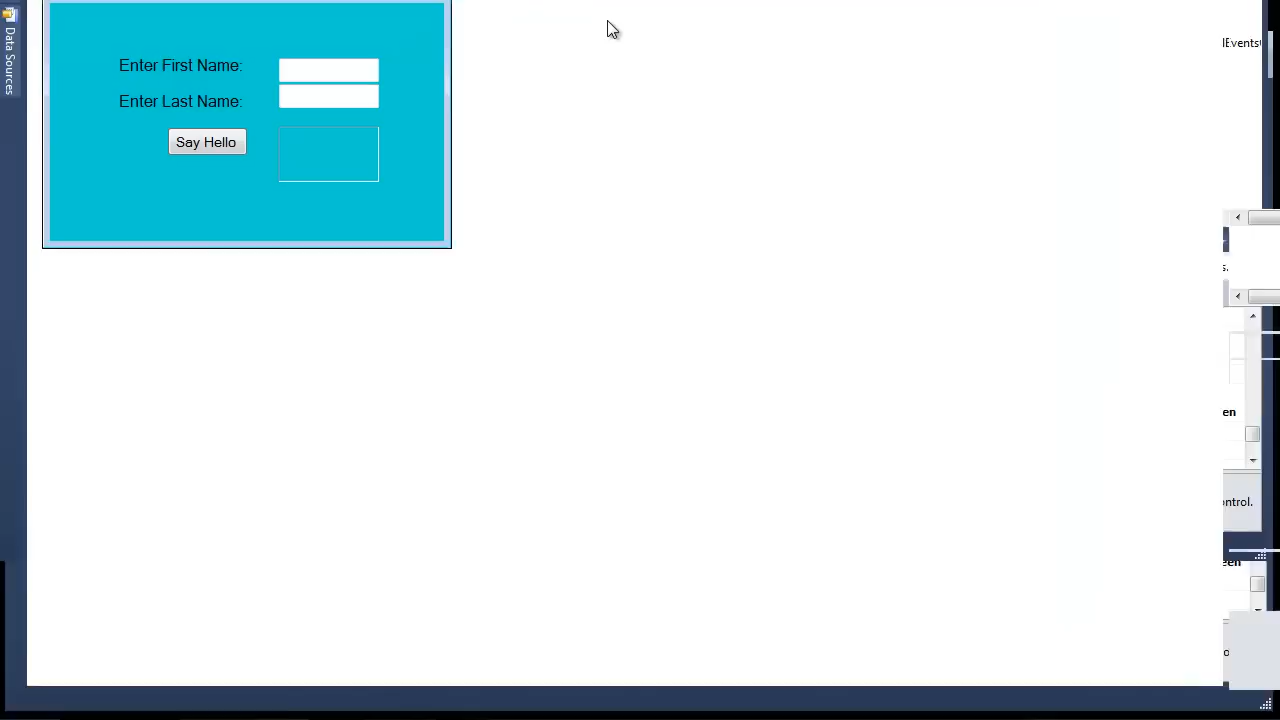 Data Sources
lEvents
Enter First Name:
Enter Last Name:
Say Hello
s.
en
ontrol.
een
o